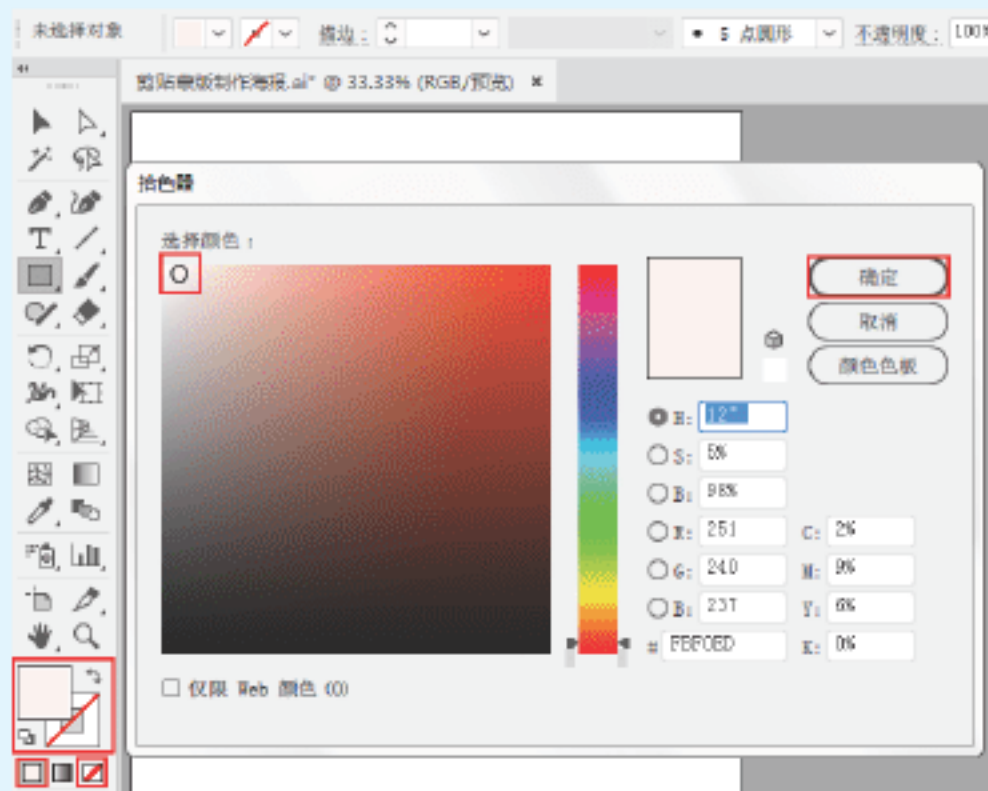 未选择对象
描边：
5 点圆形
不透明度：
100%
剪贴蒙版制作海报.ai* @ 33.33% (RGB/预览) ×
拾色器
选择颜色：
确定
取消
颜色色板
H: 12°
S: 5%
B: 98%
R: 251
C: 2%
G: 240
M: 9%
B: 237
Y: 6%
# FBF0ED
K: 0%
仅限 Web 颜色 (O)